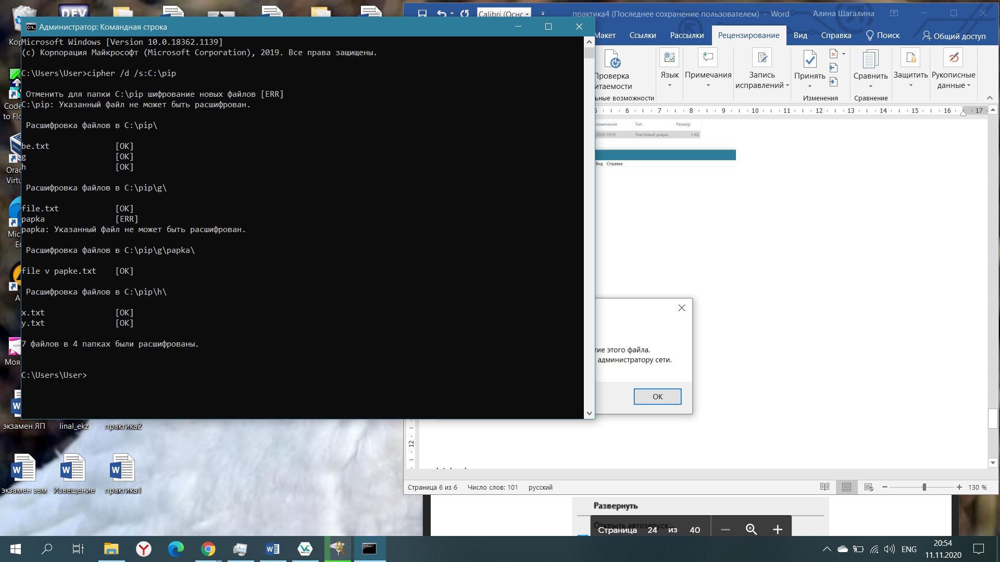 Администратор: Командная строка
Microsoft Windows [Version 10.0.18362.1139]
(c) Корпорация Майкрософт (Microsoft Corporation), 2019. Все права защищены.
C:\Users\User>cipher /d /s:C:\pip
Отменить для папки C:\pip шифрование новых файлов [ERR]
C:\pip: Указанный файл не может быть расшифрован.
Расшифровка файлов в C:\pip\
be.txt [OK]
g [OK]
h [OK]
Расшифровка файлов в C:\pip\g\
file.txt [OK]
papka [ERR]
papka: Указанный файл не может быть расшифрован.
Расшифровка файлов в C:\pip\g\papka\
file v papke.txt [OK]
Расшифровка файлов в C:\pip\h\
x.txt [OK]
y.txt [OK]
7 файлов в 4 папках были расшифрованы.
C:\Users\User>
Calibri (Оснс
практика4 (Последнее сохранение пользователем) - Word
Алина Шагалина
Макет Ссылки Рассылки Рецензирование Вид Справка Поиск Общий доступ
Проверка
итаемости
Язык
Примечания
Запись
исправлений
Принять
Сравнить
Защитить
Рукописные
данные
ьные возможности
Изменения
Сравнение
6 7 8 9 10 11 12 13 14 15 16 17
изменения Тип Размер
.2020 19:35 Текстовый докум... 1 КБ
Вид Справка
тие этого файла.
администратору сети.
OK
12
Страница 6 из 6 Число слов: 101 русский
130 %
DEV
Code
to Flo
Orac
Virtu
Mic
Моя
экзамен ЯП
linal_ekz
практика2
экзамен эвм
Извещение
практика1
Развернуть
Открыть автозапуск...
Страница 24 из 40
ENG
20:54
11.11.2020